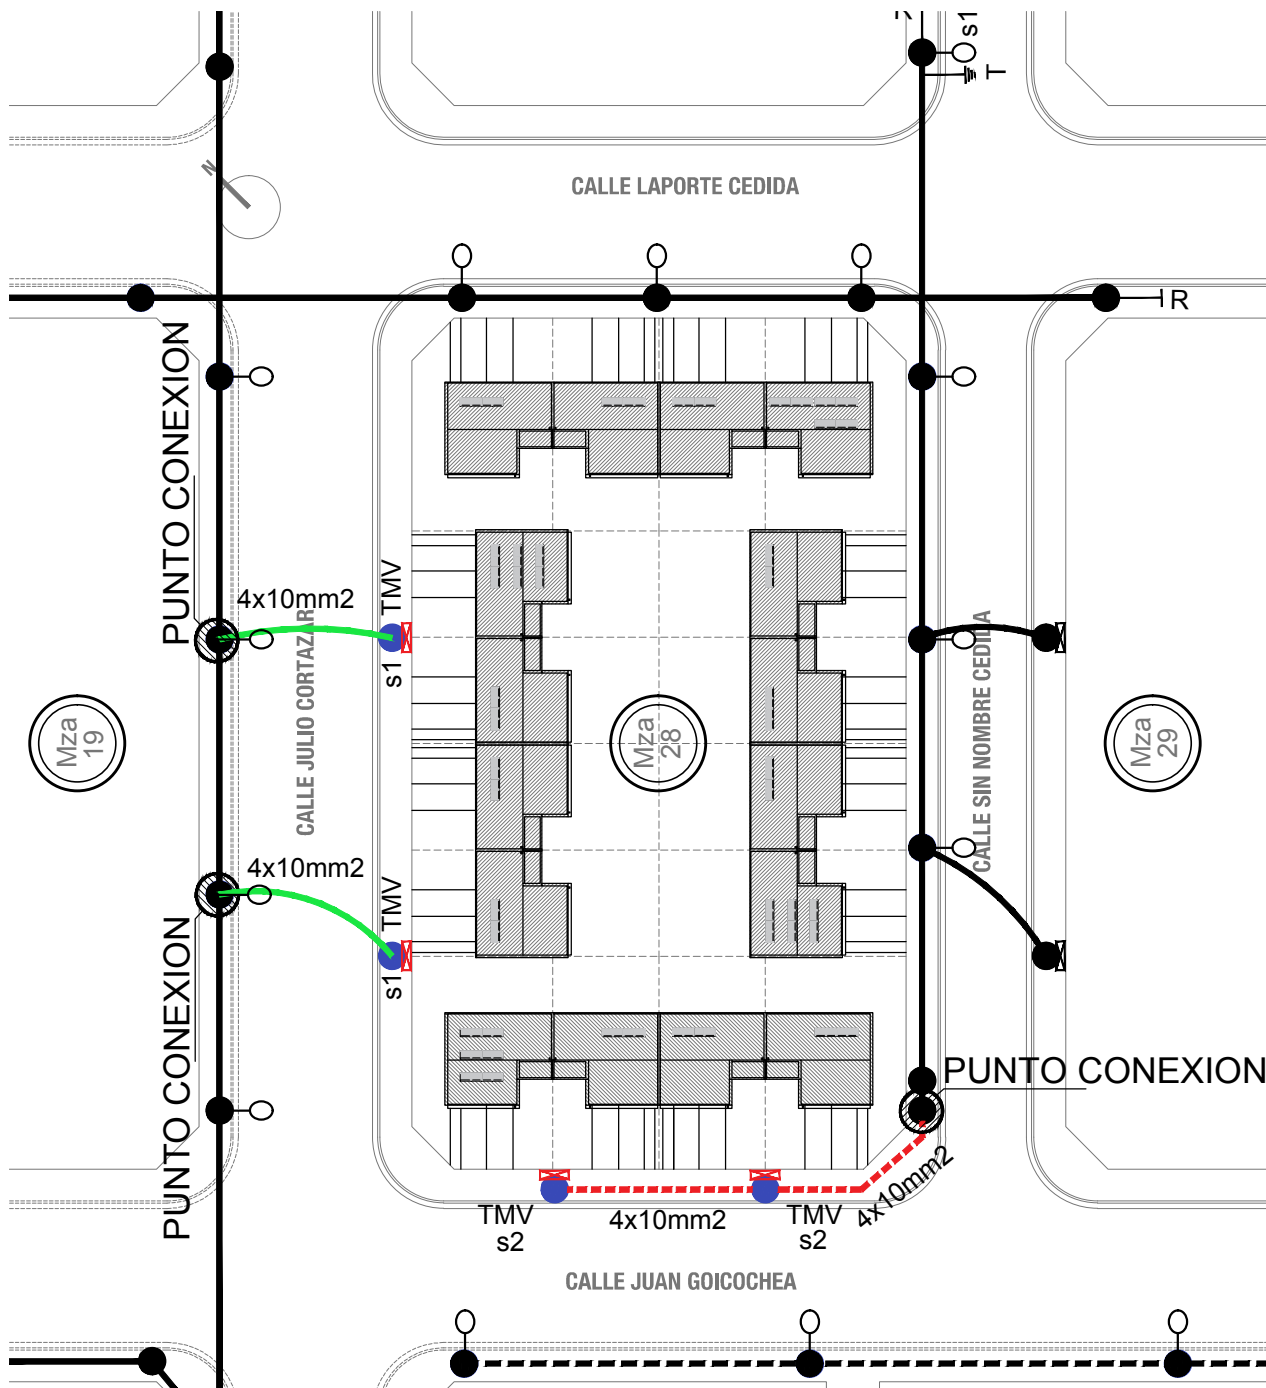 R
s1
T
N
CALLE LAPORTE CEDIDA
R
PUNTO CONEXION
4x10mm2
TMV
s1
CALLE JULIO CORTAZAR
CALLE SIN NOMBRE CEDIDA
Mza
19
Mza
28
Mza
29
4x10mm2
TMV
s1
PUNTO CONEXION
PUNTO CONEXION
4x10mm2
TMV
s2
4x10mm2
TMV
s2
CALLE JUAN GOICOCHEA